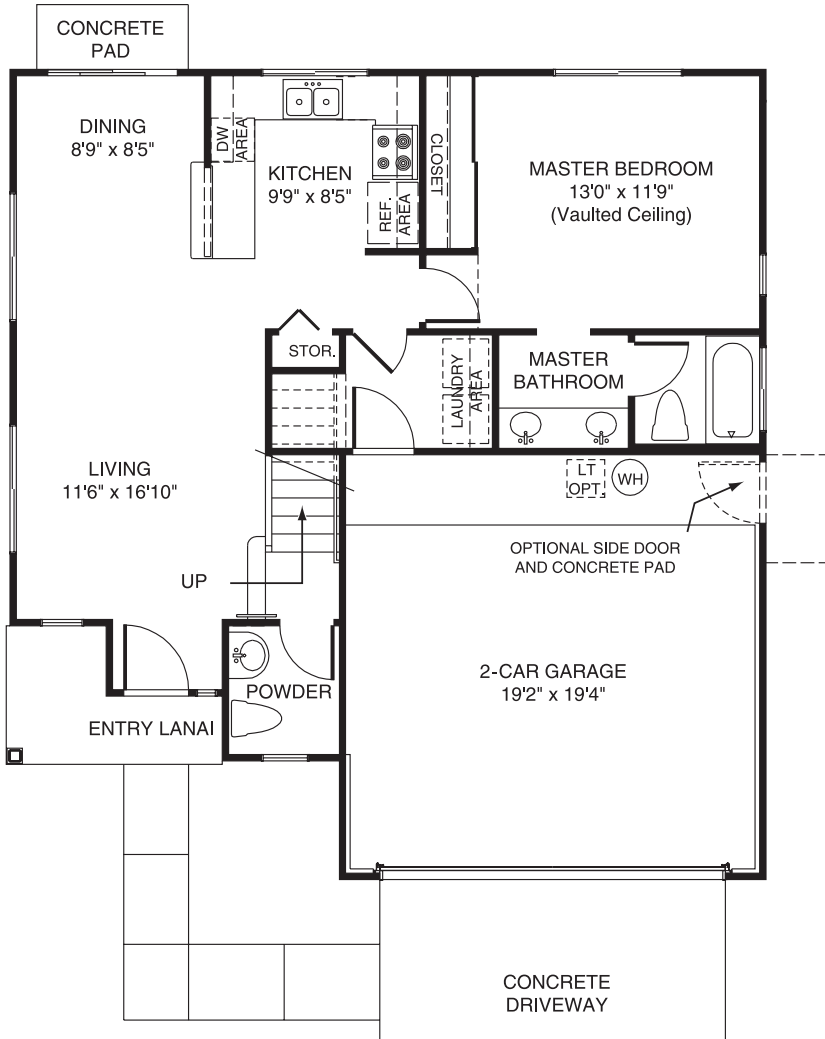 CONCRETE
PAD
DINING
8'9" x 8'5"
DW
AREA
KITCHEN
9'9" x 8'5"
REF.
AREA
CLOSET
MASTER BEDROOM
13'0" x 11'9"
(Vaulted Ceiling)
STOR.
LAUNDRY
AREA
MASTER
BATHROOM
LIVING
11'6" x 16'10"
LT
OPT.
WH
OPTIONAL SIDE DOOR
AND CONCRETE PAD
UP
2-CAR GARAGE
19'2" x 19'4"
POWDER
ENTRY LANAI
CONCRETE
DRIVEWAY